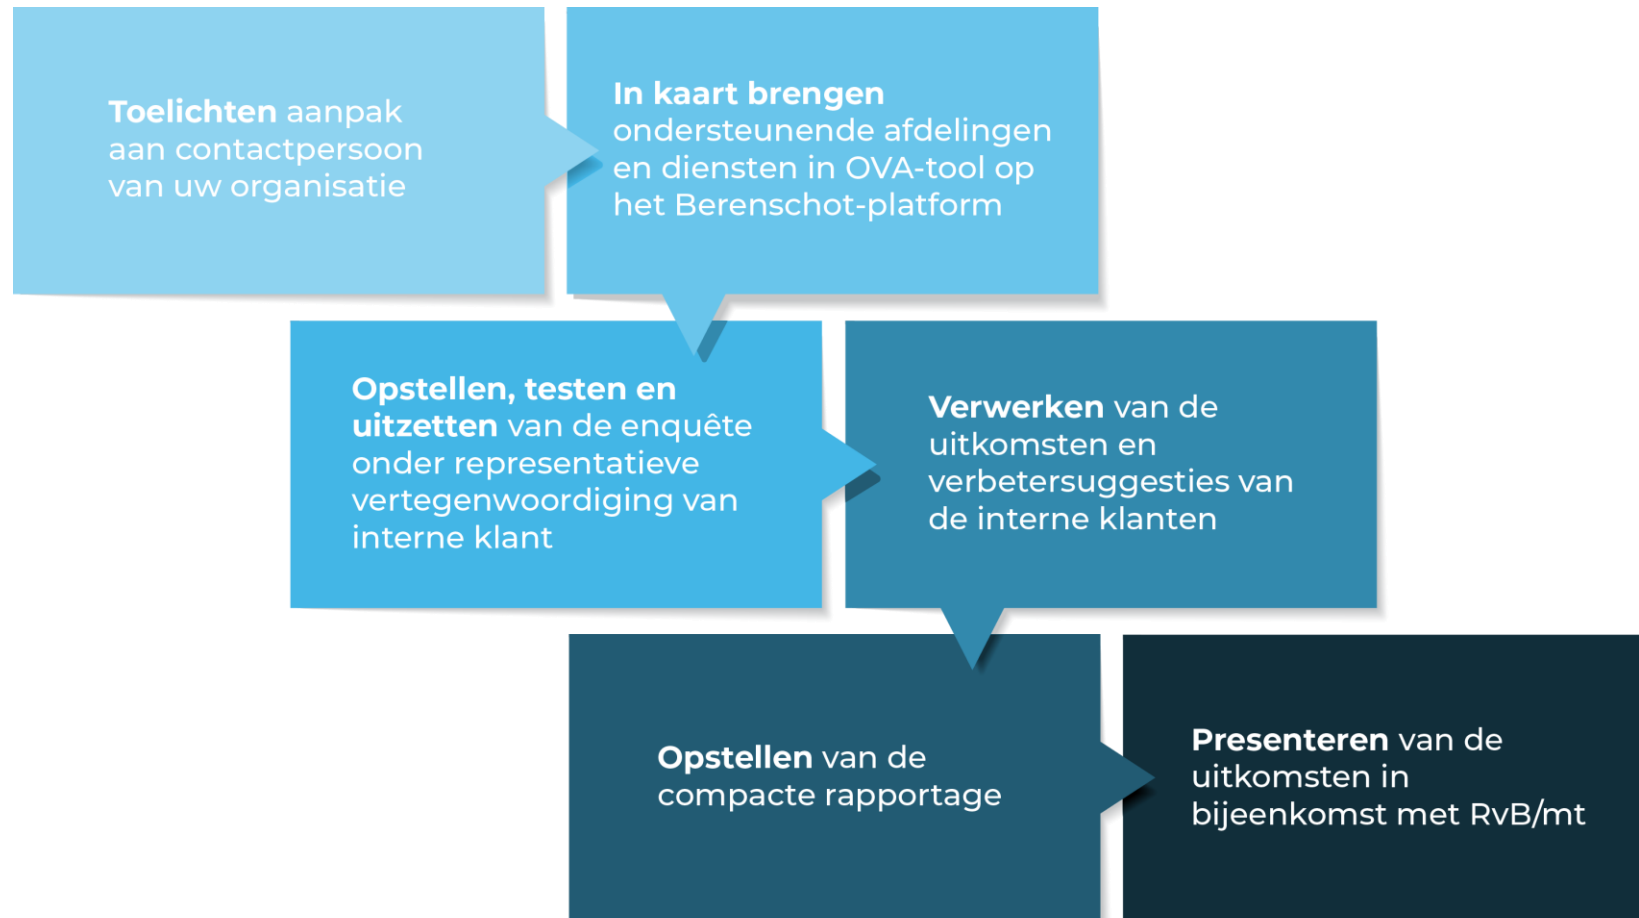 Toelichten aanpak
aan contactpersoon
van uw organisatie
In kaart brengen
ondersteunende afdelingen
en diensten in OVA-tool op
het Berenschot-platform
Opstellen, testen en
uitzetten van de enquête
onder representatieve
vertegenwoordiging van
interne klant
Verwerken van de
uitkomsten en
verbetersuggesties van
de interne klanten
Opstellen van de
compacte rapportage
Presenteren van de
uitkomsten in
bijeenkomst met RvB/mt